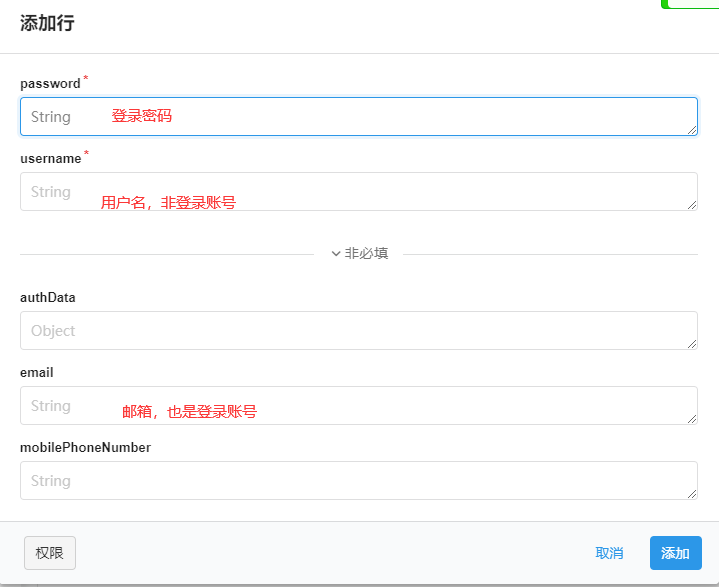 添加行
password *
String 登录密码
username *
String 用户名，非登录账号
非必填
authData
Object
email
String 邮箱，也是登录账号
mobilePhoneNumber
String
权限 取消 添加